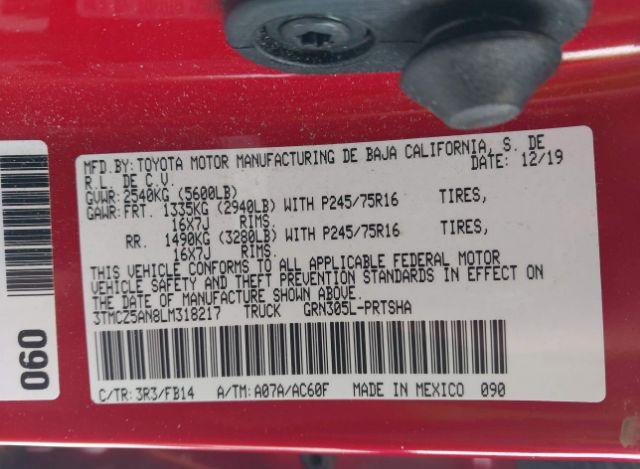 MFD.BY:TOYOTA MOTOR MANUFACTURING DE BAJA CALIFORNIA, S. DE
R.L. DE C.V. DATE: 12/19
GVWR:2540KG (5600LB)
GAWR:FRT. 1335KG (2940LB) WITH P245/75R16 TIRES,
16X7J RIMS.
RR. 1490KG (3280LB) WITH P245/75R16 TIRES,
16X7J RIMS.
THIS VEHICLE CONFORMS TO ALL APPLICABLE FEDERAL MOTOR
VEHICLE SAFETY AND THEFT PREVENTION STANDARDS IN EFFECT ON
THE DATE OF MANUFACTURE SHOWN ABOVE.
3TMCZ5AN8LM318217 TRUCK GRN305L-PRTSHA
C/TR:3R3/FB14 A/TM:A07A/AC60F MADE IN MEXICO 090
060